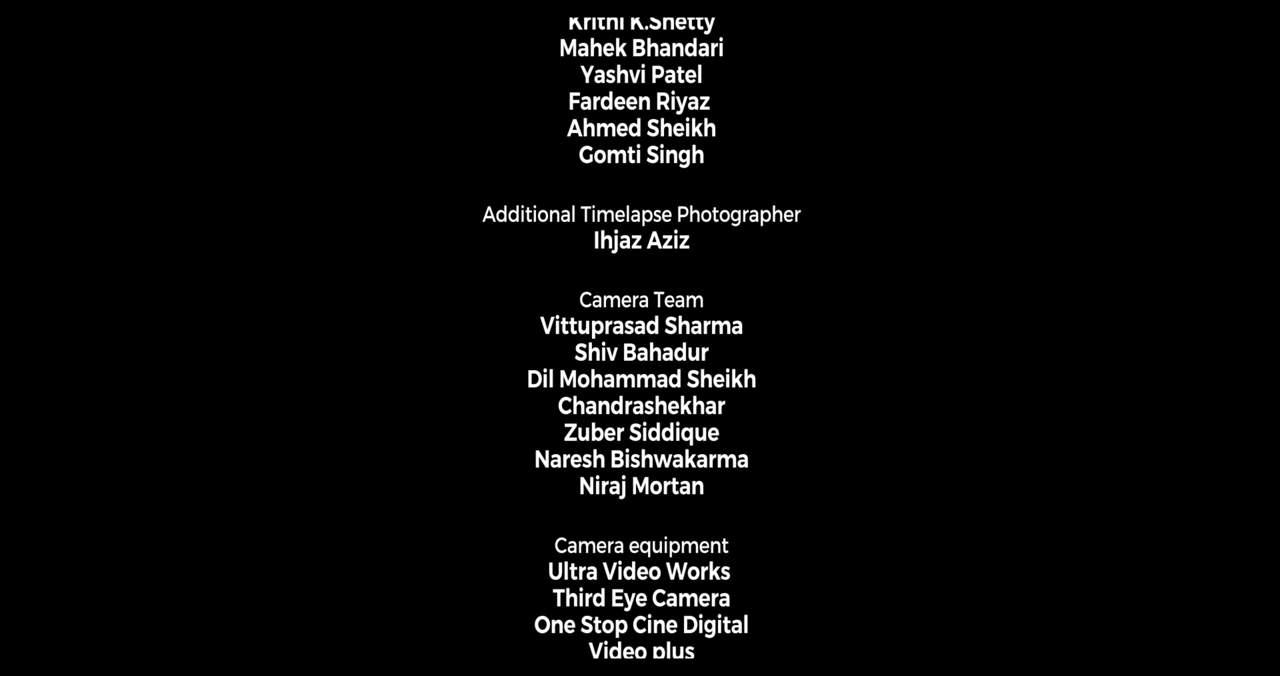 Krithi K.Shetty
Mahek Bhandari
Yashvi Patel
Fardeen Riyaz
Ahmed Sheikh
Gomti Singh
Additional Timelapse Photographer
Ihjaz Aziz
Camera Team
Vittuprasad Sharma
Shiv Bahadur
Dil Mohammad Sheikh
Chandrashekhar
Zuber Siddique
Naresh Bishwakarma
Niraj Mortan
Camera equipment
Ultra Video Works
Third Eye Camera
One Stop Cine Digital
Video plus